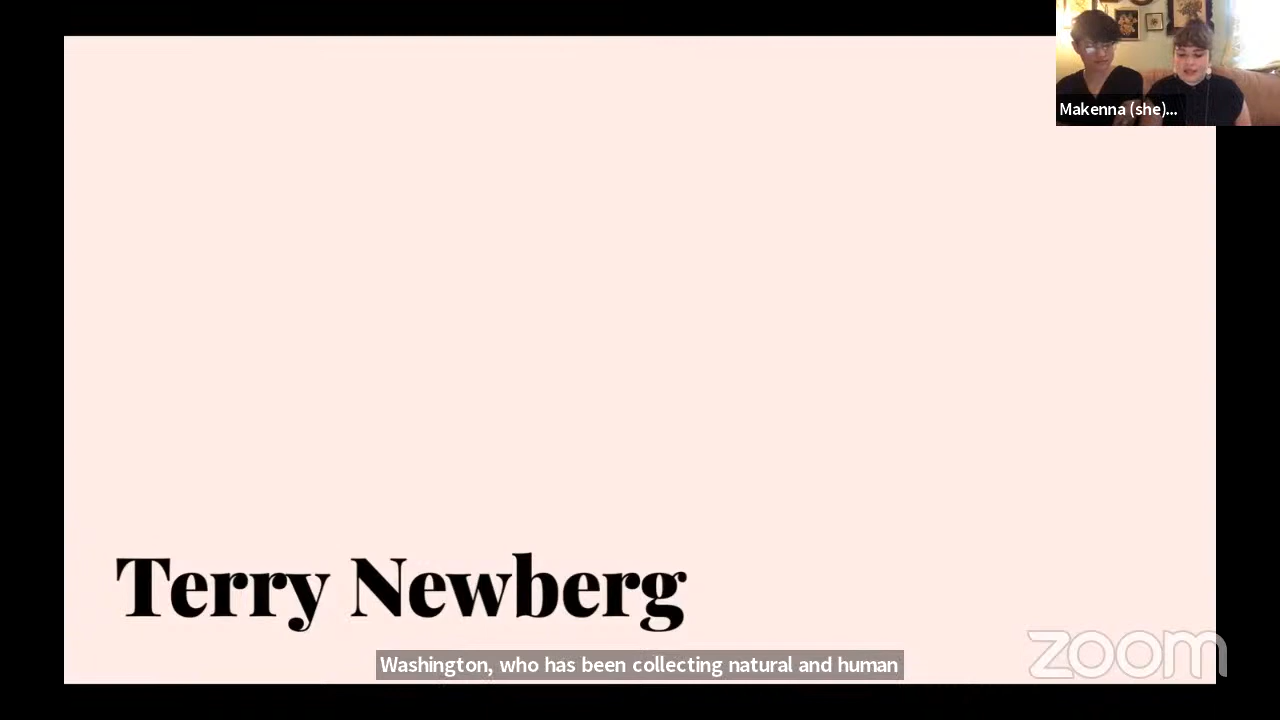 Makenna (she)...
Terry Newberg
Washington, who has been collecting natural and human
zoom